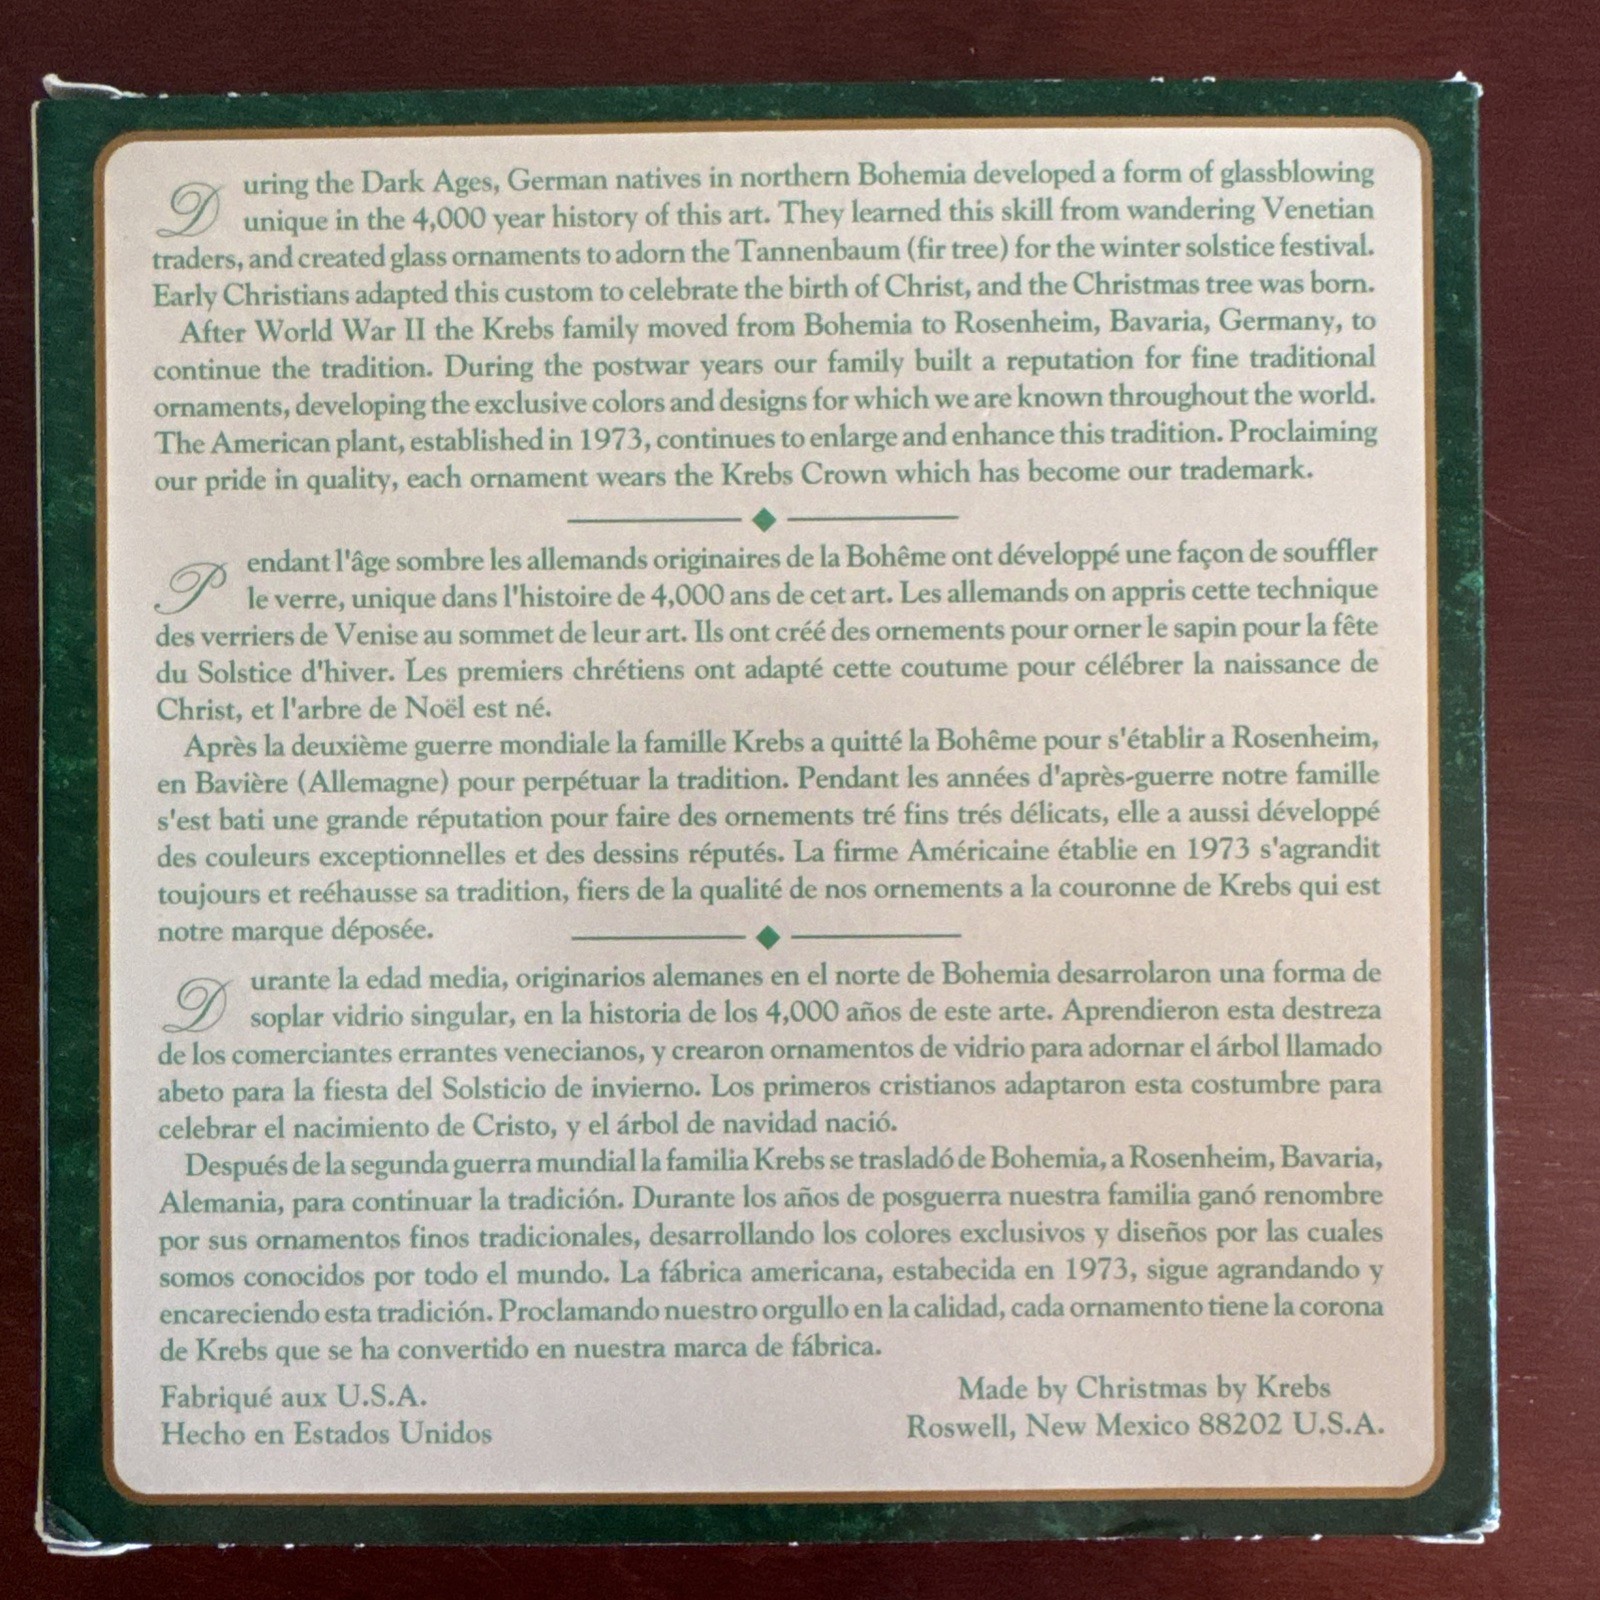 During the Dark Ages, German natives in northern Bohemia developed a form of glassblowing
unique in the 4,000 year history of this art. They learned this skill from wandering Venetian
traders, and created glass ornaments to adorn the Tannenbaum (fir tree) for the winter solstice festival.
Early Christians adapted this custom to celebrate the birth of Christ, and the Christmas tree was born.
After World War II the Krebs family moved from Bohemia to Rosenheim, Bavaria, Germany, to
continue the tradition. During the postwar years our family built a reputation for fine traditional
ornaments, developing the exclusive colors and designs for which we are known throughout the world.
The American plant, established in 1973, continues to enlarge and enhance this tradition. Proclaiming
our pride in quality, each ornament wears the Krebs Crown which has become our trademark.
Pendant l'âge sombre les allemands originaires de la Bohême ont développé une façon de souffler
le verre, unique dans l'histoire de 4,000 ans de cet art. Les allemands on appris cette technique
des verriers de Venise au sommet de leur art. Ils ont créé des ornements pour orner le sapin pour la fête
du Solstice d'hiver. Les premiers chrétiens ont adapté cette coutume pour célébrer la naissance de
Christ, et l'arbre de Noël est né.
Après la deuxième guerre mondiale la famille Krebs a quitté la Bohême pour s'établir a Rosenheim,
en Bavière (Allemagne) pour perpétuar la tradition. Pendant les années d'après-guerre notre famille
s'est bati une grande réputation pour faire des ornements tré fins trés délicats, elle a aussi développé
des couleurs exceptionnelles et des dessins réputés. La firme Américaine établie en 1973 s'agrandit
toujours et reéhausse sa tradition, fiers de la qualité de nos ornements a la couronne de Krebs qui est
notre marque déposée.
Durante la edad media, originarios alemanes en el norte de Bohemia desarrolaron una forma de
soplar vidrio singular, en la historia de los 4,000 años de este arte. Aprendieron esta destreza
de los comerciantes errantes venecianos, y crearon ornamentos de vidrio para adornar el árbol llamado
abeto para la fiesta del Solsticio de invierno. Los primeros cristianos adaptaron esta costumbre para
celebrar el nacimiento de Cristo, y el árbol de navidad nació.
Después de la segunda guerra mundial la familia Krebs se trasladó de Bohemia, a Rosenheim, Bavaria,
Alemania, para continuar la tradición. Durante los años de posguerra nuestra familia ganó renombre
por sus ornamentos finos tradicionales, desarrollando los colores exclusivos y diseños por las cuales
somos conocidos por todo el mundo. La fábrica americana, estabecida en 1973, sigue agrandando y
encareciendo esta tradición. Proclamando nuestro orgullo en la calidad, cada ornamento tiene la corona
de Krebs que se ha convertido en nuestra marca de fábrica.
Fabriqué aux U.S.A.
Hecho en Estados Unidos
Made by Christmas by Krebs
Roswell, New Mexico 88202 U.S.A.